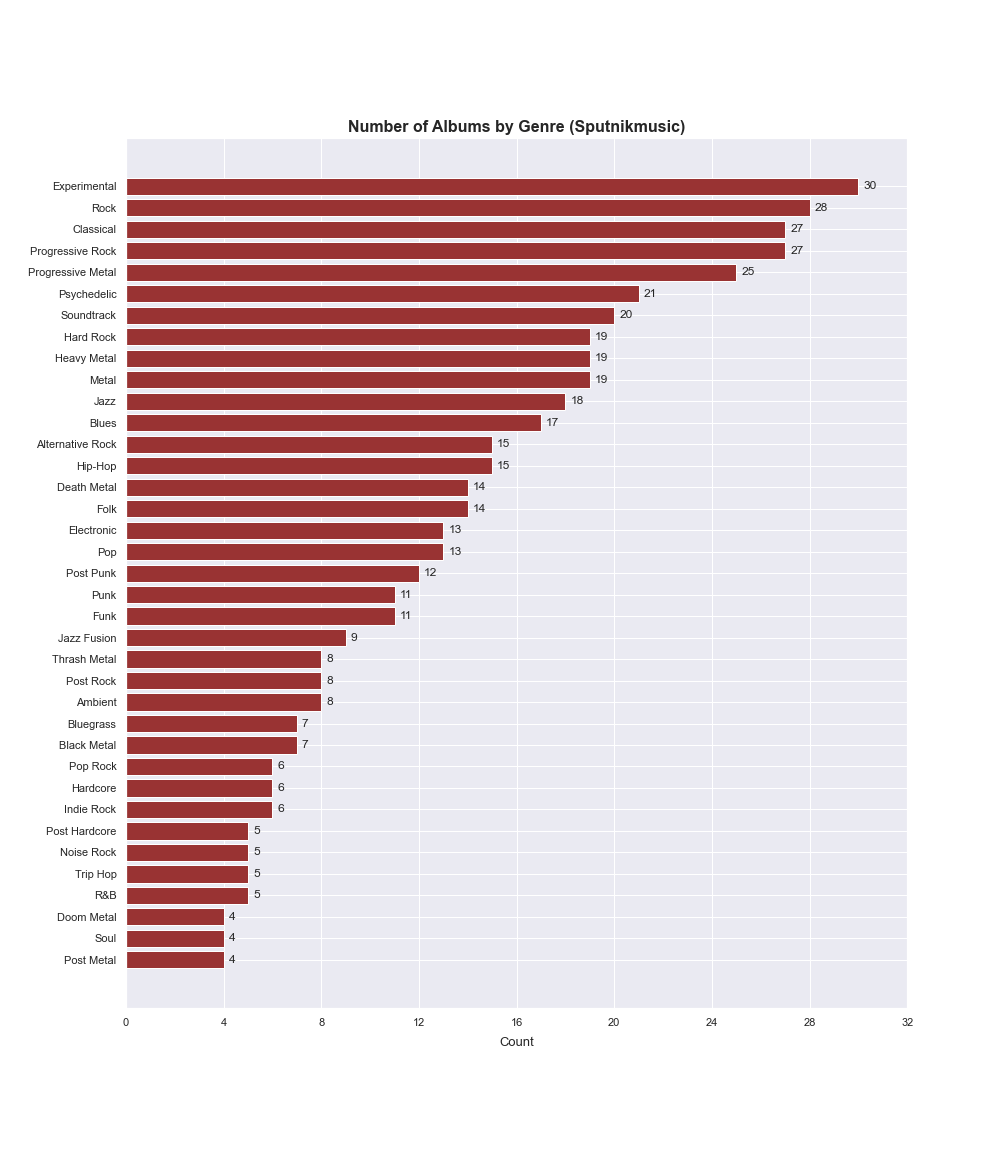 Number of Albums by Genre (Sputnikmusic)
Experimental 30
Rock 28
Classical 27
Progressive Rock 27
Progressive Metal 25
Psychedelic 21
Soundtrack 20
Hard Rock 19
Heavy Metal 19
Metal 19
Jazz 18
Blues 17
Alternative Rock 15
Hip-Hop 15
Death Metal 14
Folk 14
Electronic 13
Pop 13
Post Punk 12
Punk 11
Funk 11
Jazz Fusion 9
Thrash Metal 8
Post Rock 8
Ambient 8
Bluegrass 7
Black Metal 7
Pop Rock 6
Hardcore 6
Indie Rock 6
Post Hardcore 5
Noise Rock 5
Trip Hop 5
R&B 5
Doom Metal 4
Soul 4
Post Metal 4
0 4 8 12 16 20 24 28 32
Count